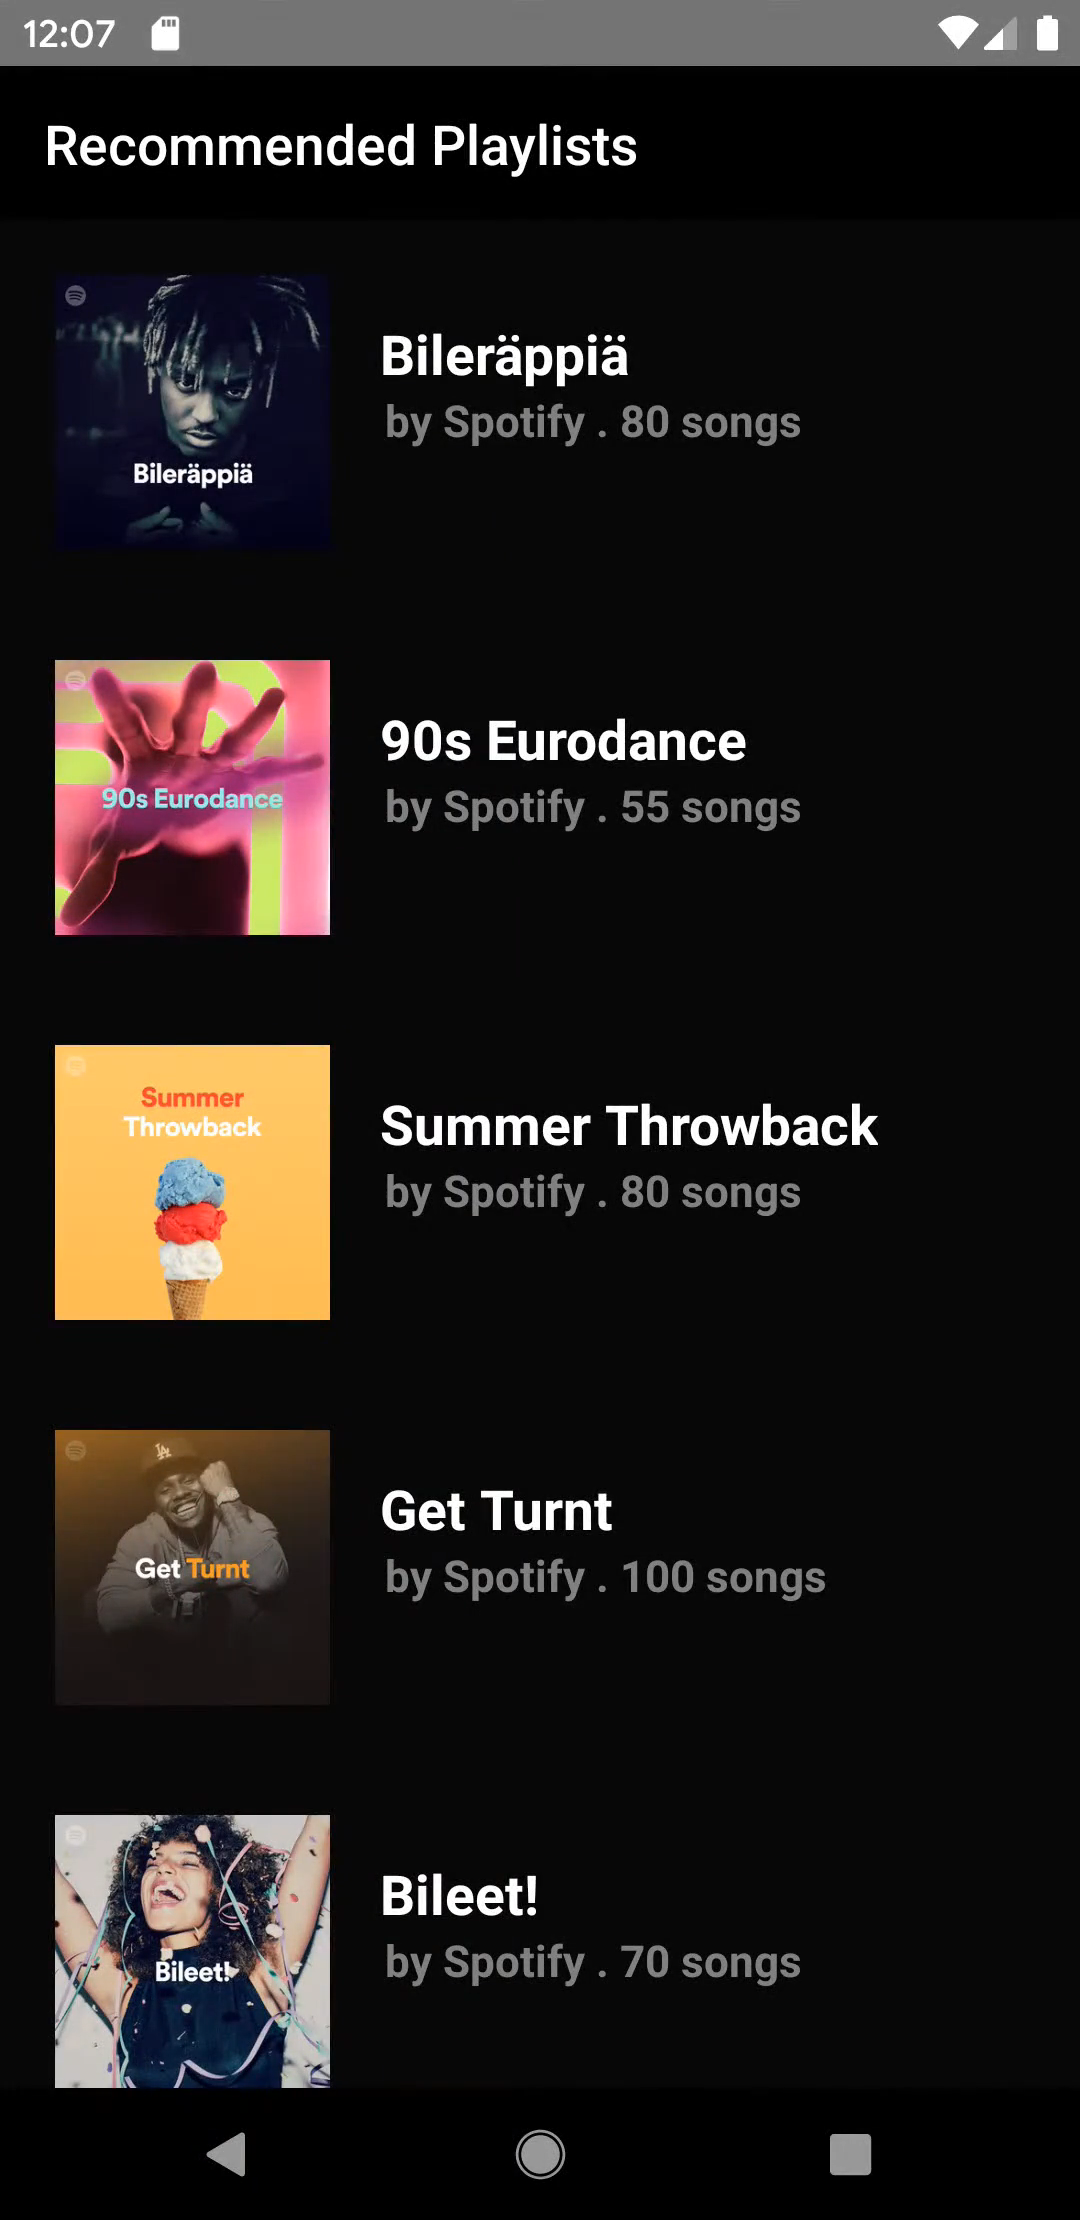 12:07
Recommended Playlists
Bileräppiä
Bileräppiä
by Spotify . 80 songs
90s Eurodance
90s Eurodance
by Spotify . 55 songs
Summer
Throwback
Summer Throwback
by Spotify . 80 songs
LA
Get Turnt
Get Turnt
by Spotify . 100 songs
Bileet!
Bileet!
by Spotify . 70 songs